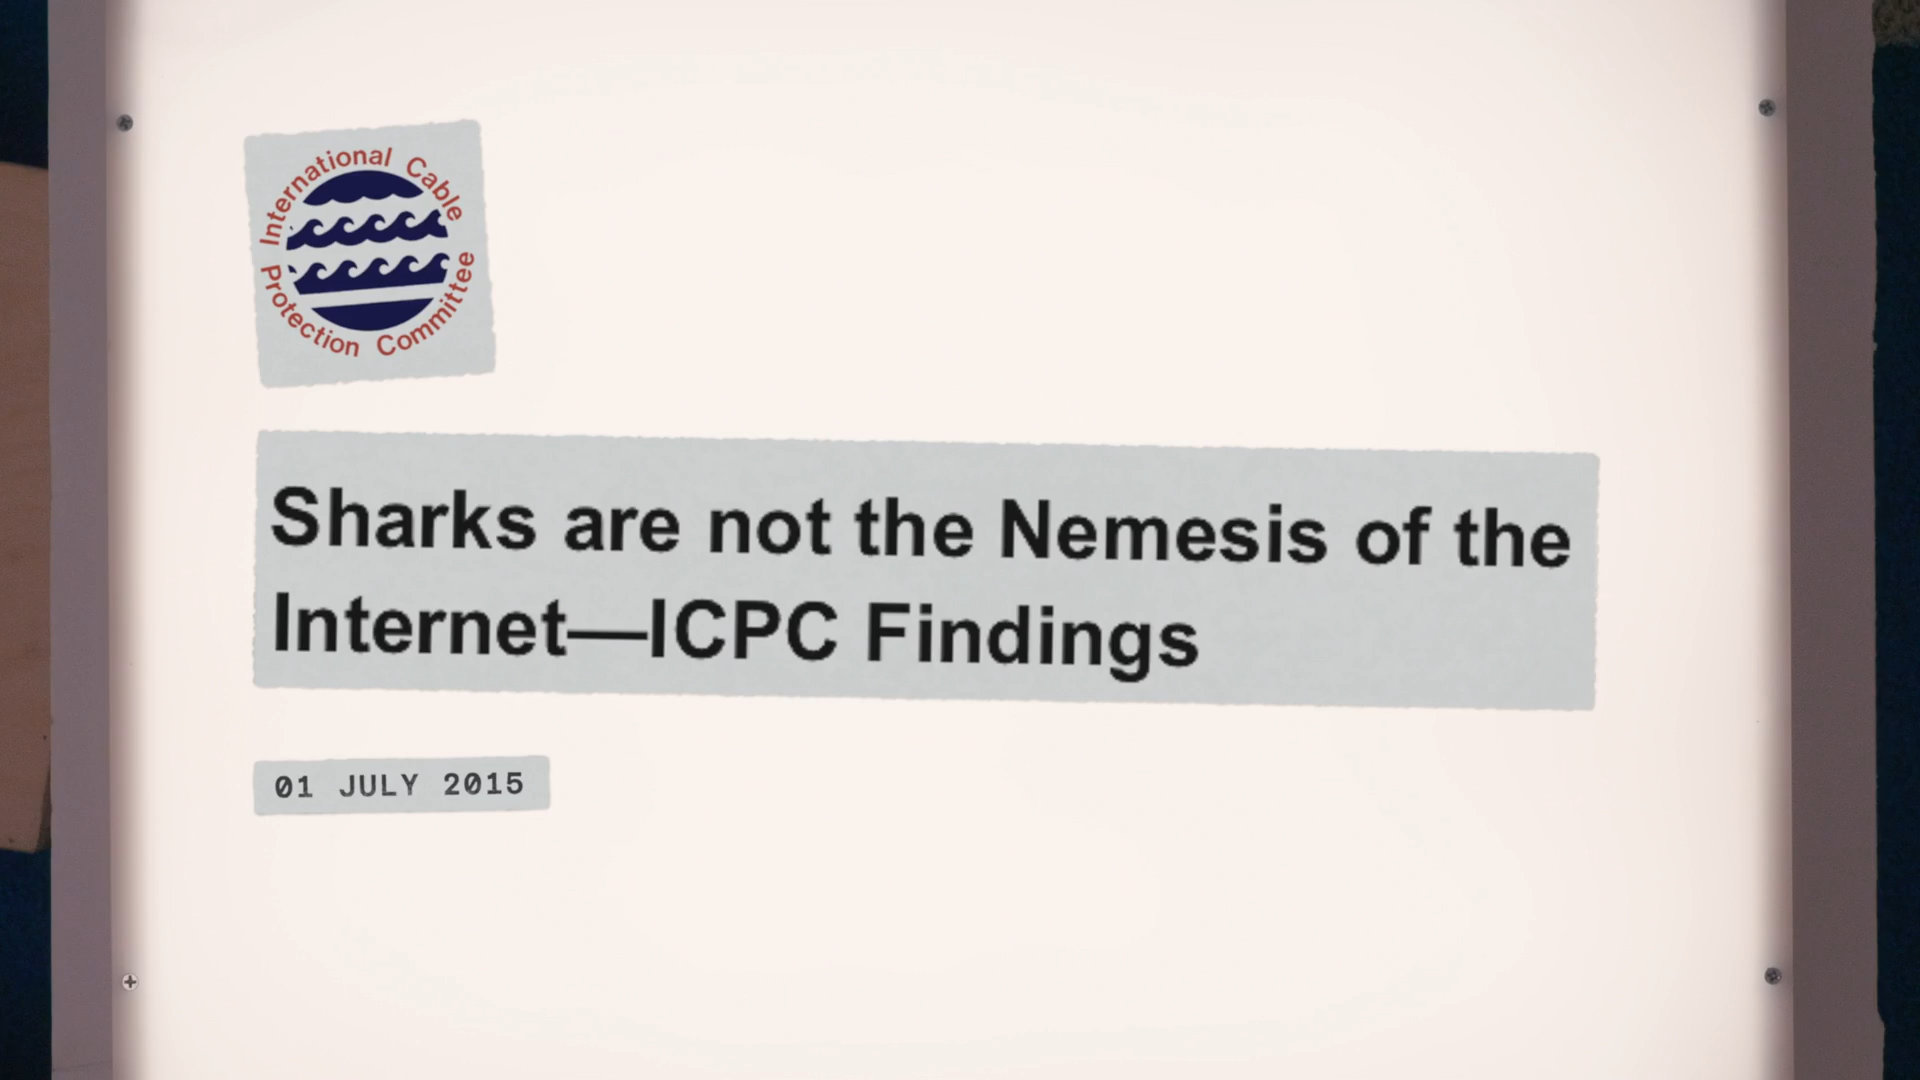 International Cable
Protection Committee
Sharks are not the Nemesis of the
Internet—ICPC Findings
01 JULY 2015